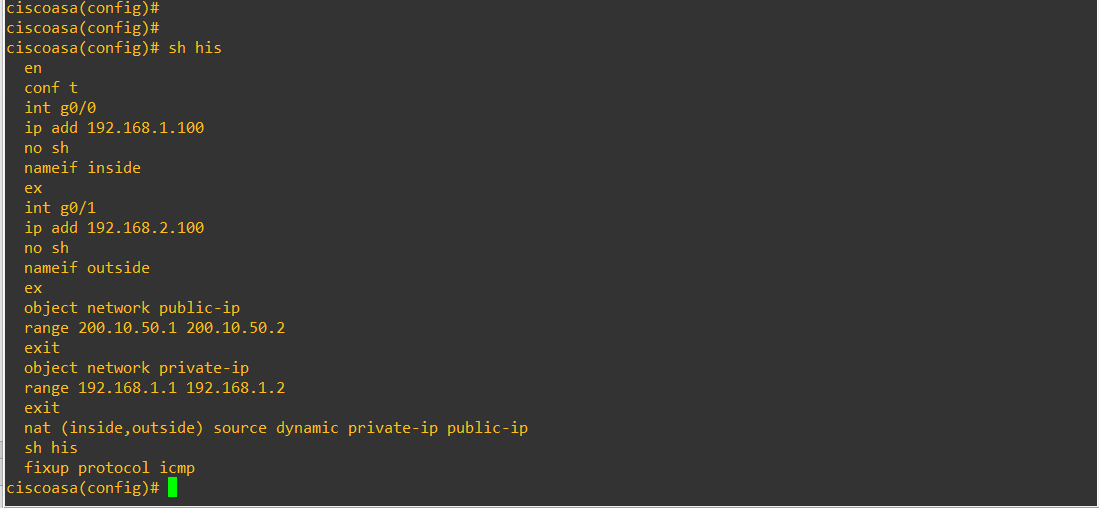 ciscoasa(config)#
ciscoasa(config)#
ciscoasa(config)# sh his
en
conf t
int g0/0
ip add 192.168.1.100
no sh
nameif inside
ex
int g0/1
ip add 192.168.2.100
no sh
nameif outside
ex
object network public-ip
range 200.10.50.1 200.10.50.2
exit
object network private-ip
range 192.168.1.1 192.168.1.2
exit
nat (inside,outside) source dynamic private-ip public-ip
sh his
fixup protocol icmp
ciscoasa(config)#